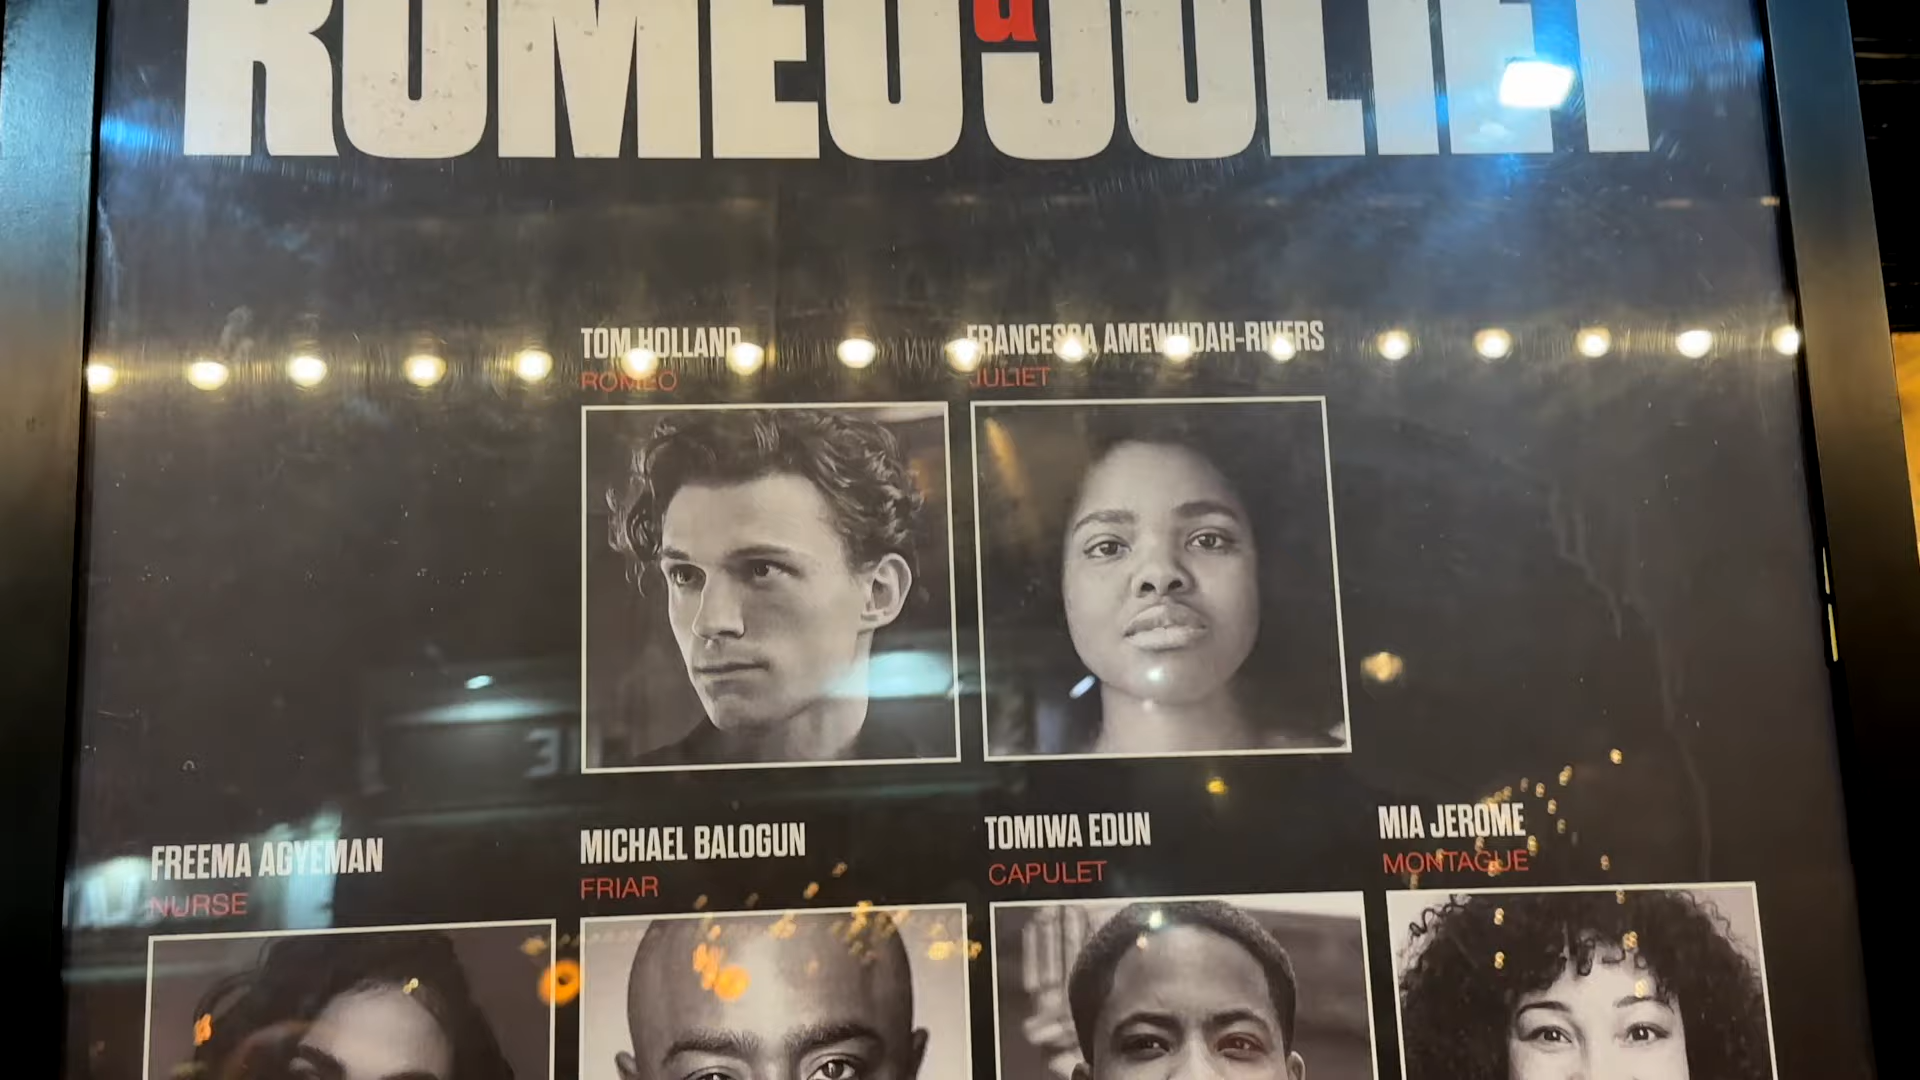 ROMEO & JULIET
TOM HOLLAND
ROMEO
FRANCESCA AMEWUDAH-RIVERS
JULIET
FREEMA AGYEMAN
NURSE
MICHAEL BALOGUN
FRIAR
TOMIWA EDUN
CAPULET
MIA JEROME
MONTAGUE